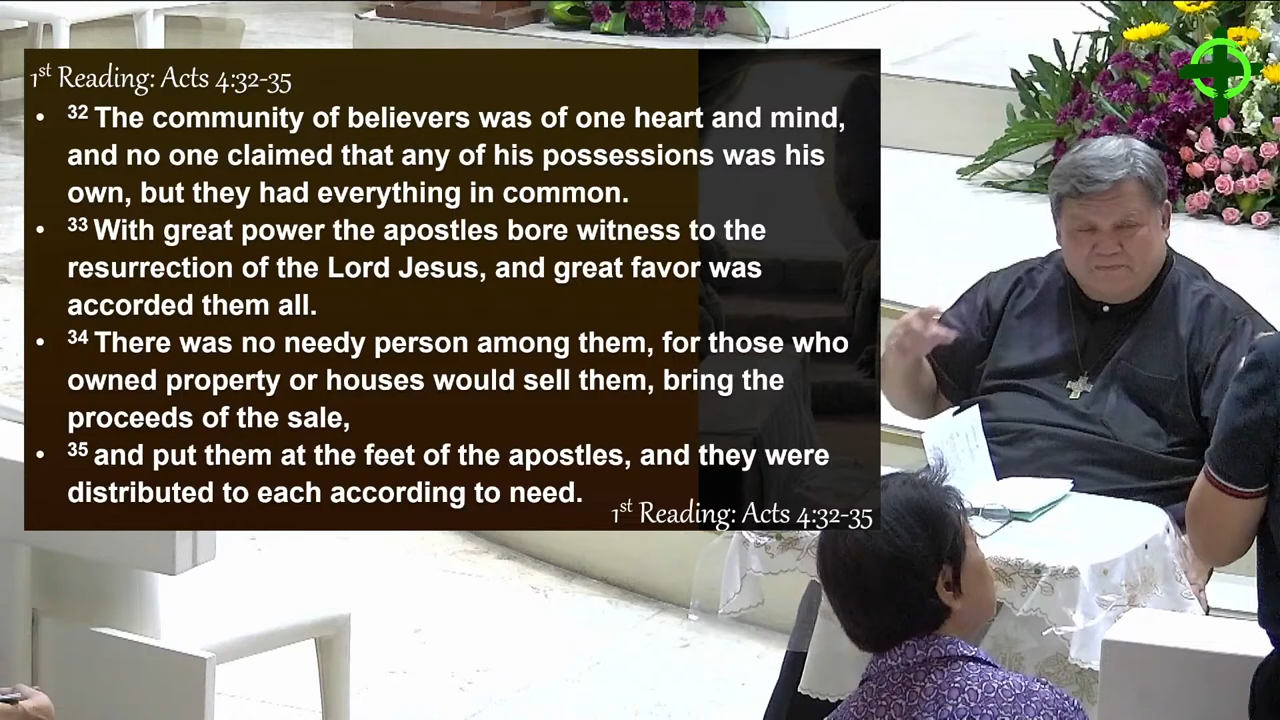 1st Reading: Acts 4:32-35
• 32 The community of believers was of one heart and mind,
and no one claimed that any of his possessions was his
own, but they had everything in common.
• 33 With great power the apostles bore witness to the
resurrection of the Lord Jesus, and great favor was
accorded them all.
• 34 There was no needy person among them, for those who
owned property or houses would sell them, bring the
proceeds of the sale,
• 35 and put them at the feet of the apostles, and they were
distributed to each according to need.
1st Reading: Acts 4:32-35